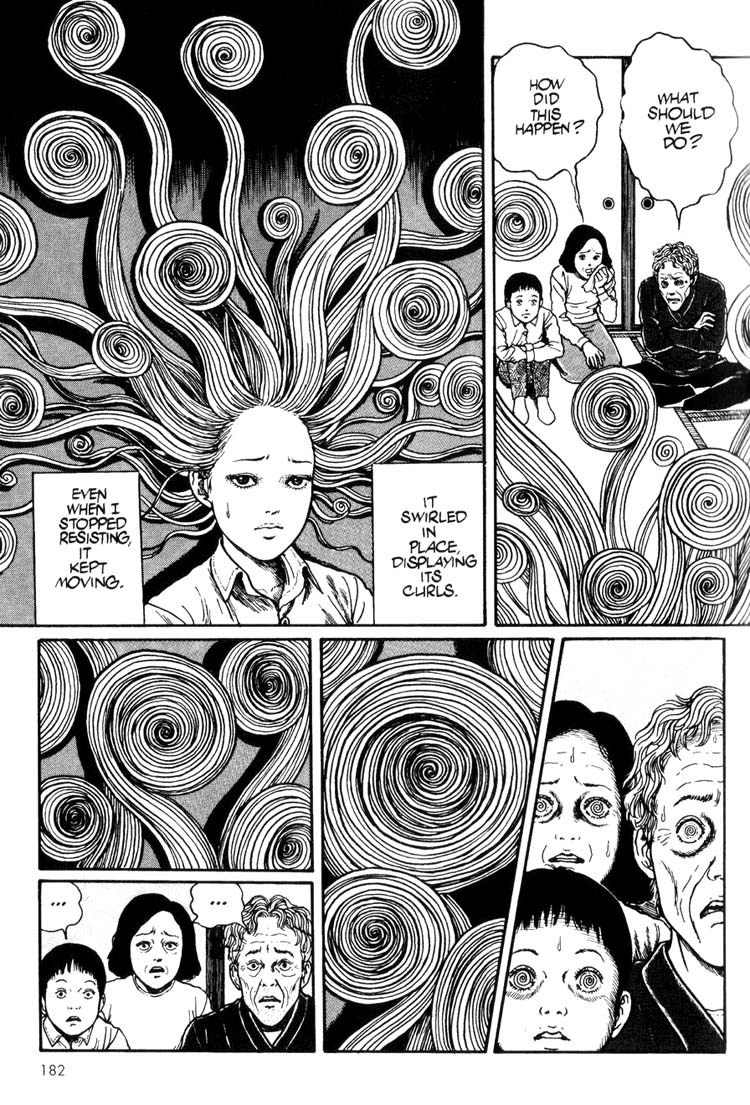 EVEN
WHEN I
STOPPED
RESISTING,
IT
KEPT
MOVING.
IT
SWIRLED
IN
PLACE,
DISPLAYING
ITS
CURLS.
HOW
DID
THIS
HAPPEN?
WHAT
SHOULD
WE
DO?
...
...
182